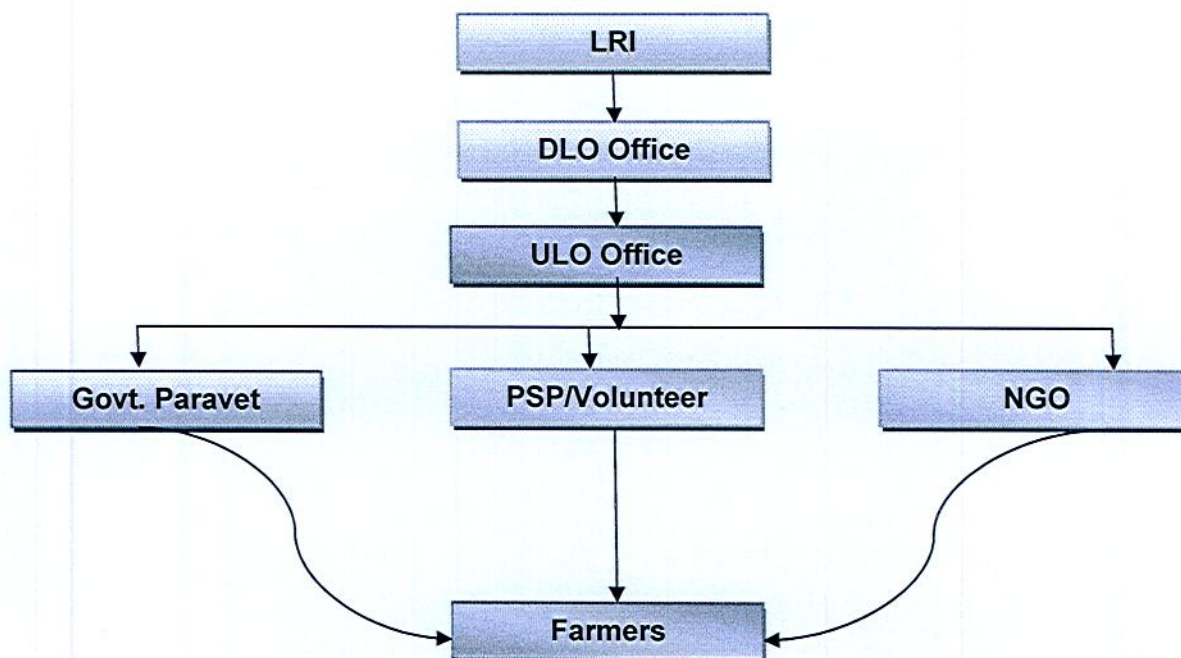 LRI
DLO Office
ULO Office
Govt. Paravet
PSP/Volunteer
NGO
Farmers